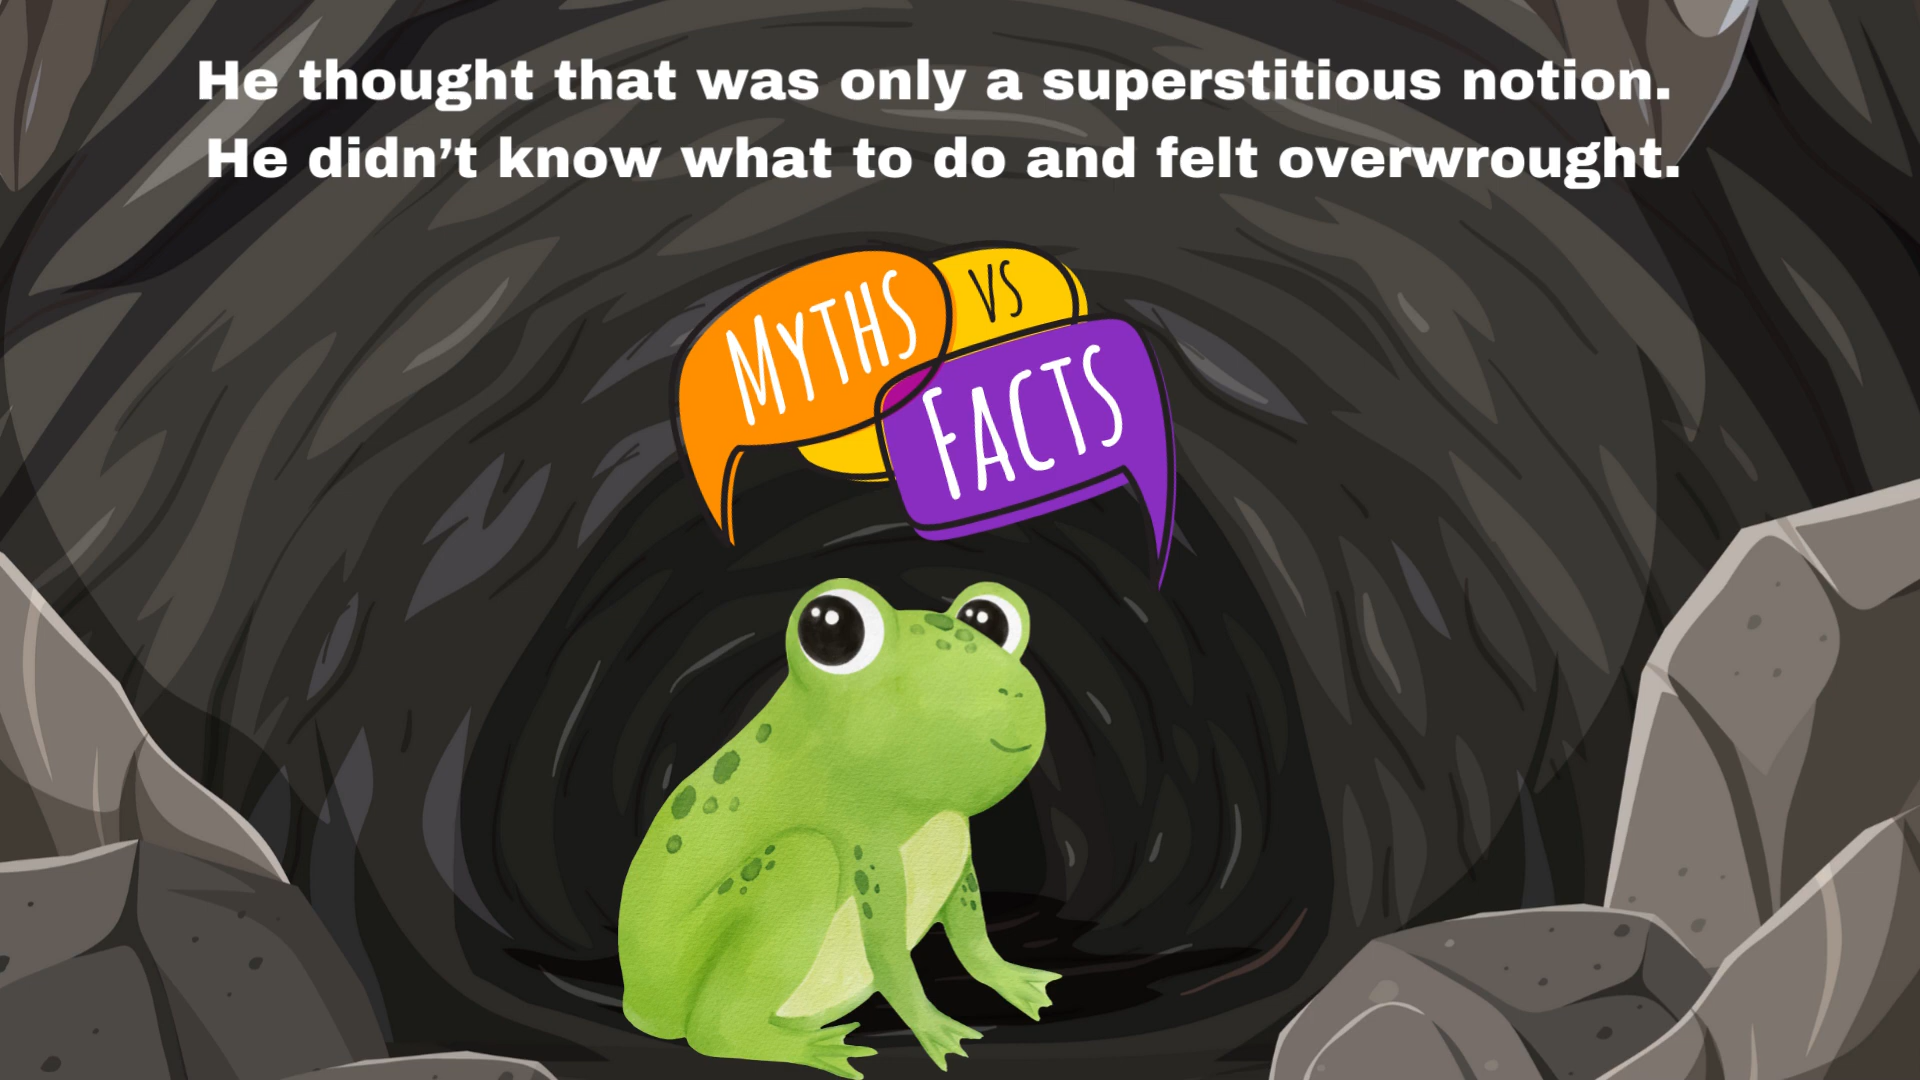 He thought that was only a superstitious notion.
He didn’t know what to do and felt overwrought.
MYTHS
VS
FACTS